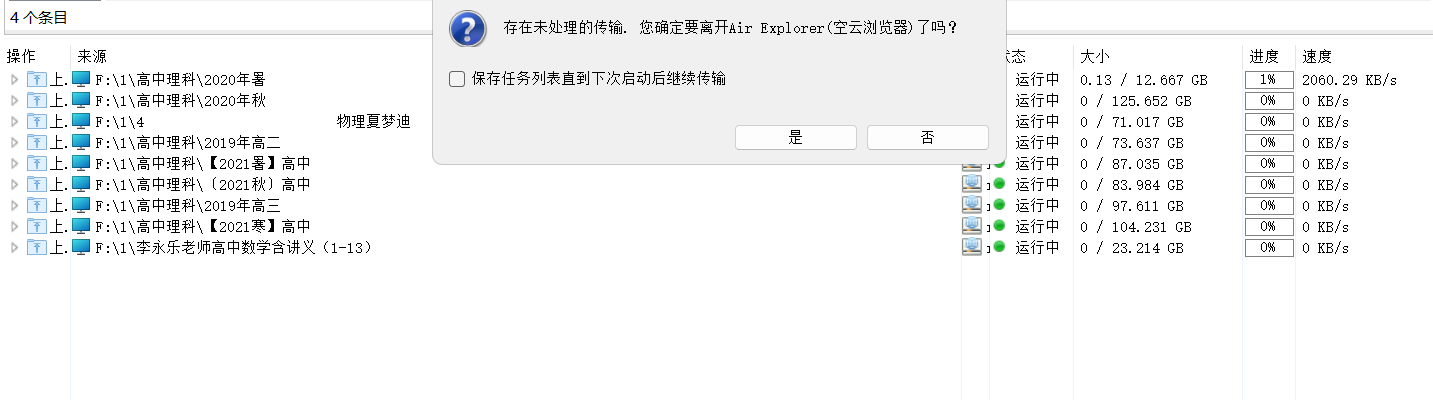 4 个条目
存在未处理的传输. 您确定要离开Air Explorer(空云浏览器)了吗?
保存任务列表直到下次启动后继续传输
是 否
操作 来源 状态 大小 进度 速度
上. F:\1\高中理科\2020年暑 运行中 0.13 / 12.667 GB 1% 2060.29 KB/s
上. F:\1\高中理科\2020年秋 运行中 0 / 125.652 GB 0% 0 KB/s
上. F:\1\4 物理夏梦迪 运行中 0 / 71.017 GB 0% 0 KB/s
上. F:\1\高中理科\2019年高二 运行中 0 / 73.637 GB 0% 0 KB/s
上. F:\1\高中理科\【2021暑】高中 运行中 0 / 87.035 GB 0% 0 KB/s
上. F:\1\高中理科\〔2021秋〕高中 运行中 0 / 83.984 GB 0% 0 KB/s
上. F:\1\高中理科\2019年高三 运行中 0 / 97.611 GB 0% 0 KB/s
上. F:\1\高中理科\【2021寒】高中 运行中 0 / 104.231 GB 0% 0 KB/s
上. F:\1\李永乐老师高中数学含讲义（1-13） 运行中 0 / 23.214 GB 0% 0 KB/s